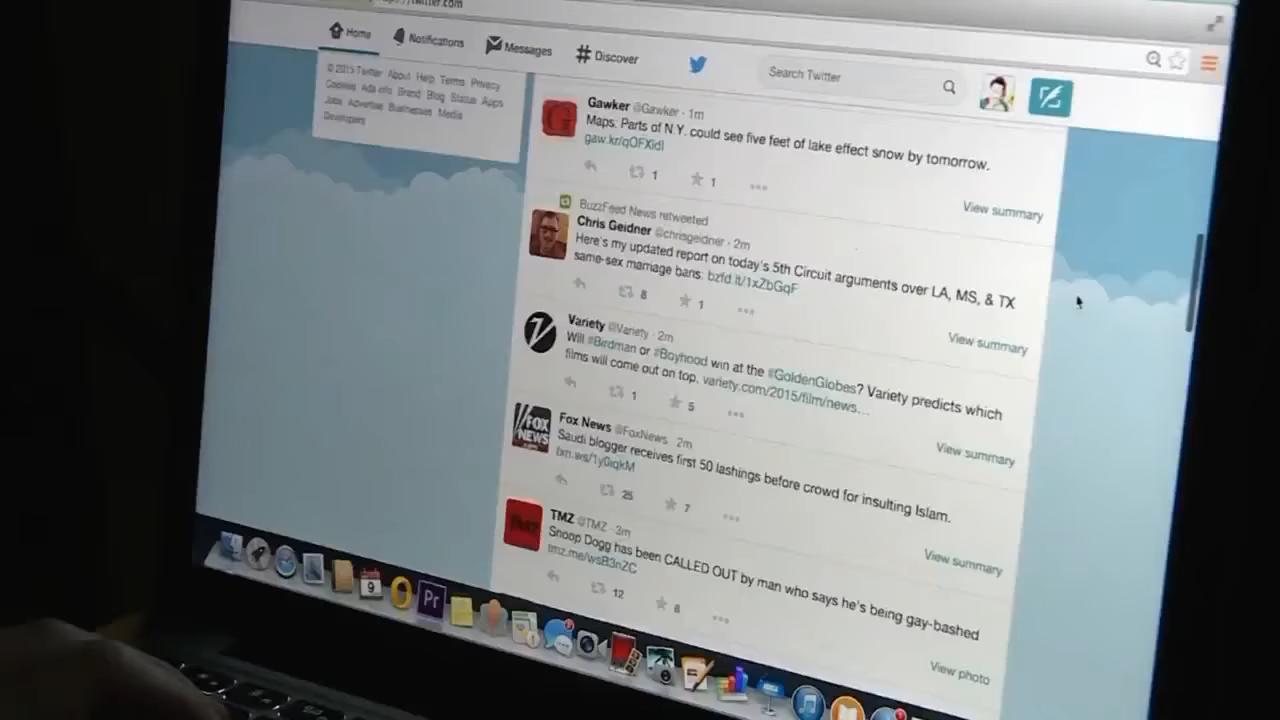 twitter.com
Home Notifications Messages # Discover
Search Twitter
© 2015 Twitter About Help Terms Privacy
Cookies Ads info Brand Blog Status Apps
Jobs Advertise Businesses Media
Developers
Gawker @Gawker · 1m
Maps: Parts of N.Y. could see five feet of lake effect snow by tomorrow.
gaw.kr/qOFXidI
1 1
View summary
BuzzFeed News retweeted
Chris Geidner @chrisgeidner · 2m
Here's my updated report on today's 5th Circuit arguments over LA, MS, & TX
same-sex marriage bans: bzfd.it/1xZbGqF
8 1
View summary
Variety @Variety · 2m
Will #Birdman or #Boyhood win at the #GoldenGlobes? Variety predicts which
films will come out on top. variety.com/2015/film/news...
1 5
View summary
FOX
NEWS
Fox News @FoxNews · 2m
Saudi blogger receives first 50 lashings before crowd for insulting Islam.
fxn.ws/1y0iqkM
25 7
View summary
TMZ
TMZ @TMZ · 3m
Snoop Dogg has been CALLED OUT by man who says he's being gay-bashed
tmz.me/wsB3nZC
12 8
View photo
9
Pr